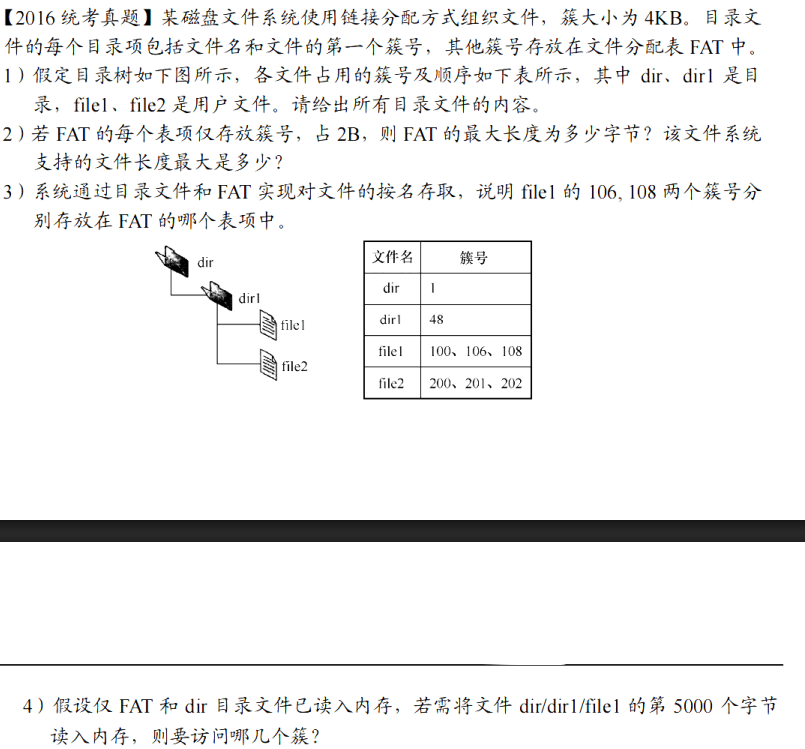 【2016 统考真题】某磁盘文件系统使用链接分配方式组织文件，簇大小为 4KB。目录文
件的每个目录项包括文件名和文件的第一个簇号，其他簇号存放在文件分配表 FAT 中。
1）假定目录树如下图所示，各文件占用的簇号及顺序如下表所示，其中 dir、dir1 是目
录，file1、file2 是用户文件。请给出所有目录文件的内容。
2）若 FAT 的每个表项仅存放簇号，占 2B，则 FAT 的最大长度为多少字节？该文件系统
支持的文件长度最大是多少？
3）系统通过目录文件和 FAT 实现对文件的按名存取，说明 file1 的 106, 108 两个簇号分
别存放在 FAT 的哪个表项中。
dir
dir1
file1
file2
文件名 簇号
dir 1
dir1 48
file1 100、106、108
file2 200、201、202
4）假设仅 FAT 和 dir 目录文件已读入内存，若需将文件 dir/dir1/file1 的第 5000 个字节
读入内存，则要访问哪几个簇？